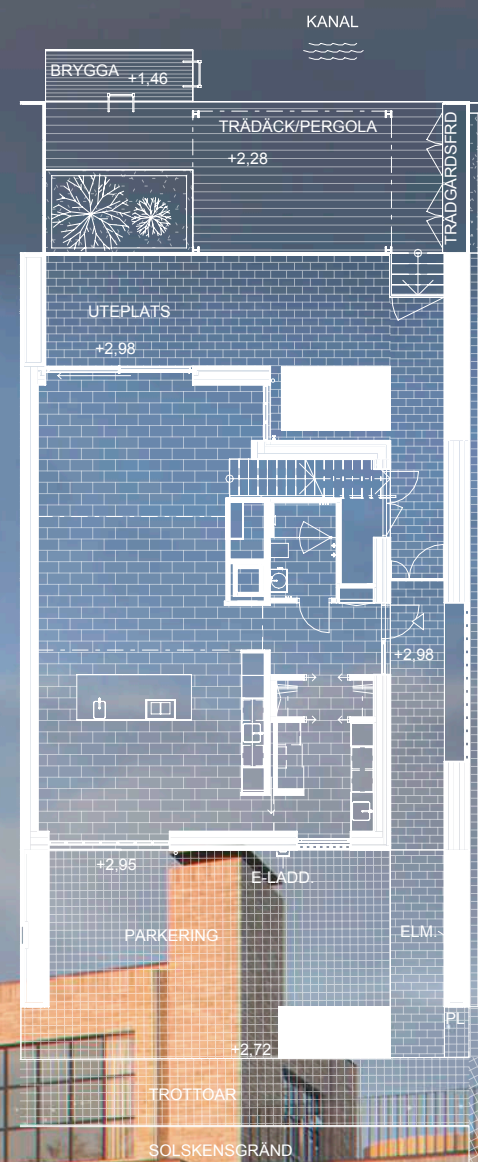 KANAL
BRYGGA +1,46
TRÄDÄCK/PERGOLA
+2,28
TRÄDGÅRDSFRD
UTEPLATS
+2,98
+2,98
+2,95
E-LADD.
PARKERING
ELM.
PL
+2,72
TROTTOAR
SOLSKENSGRÄND